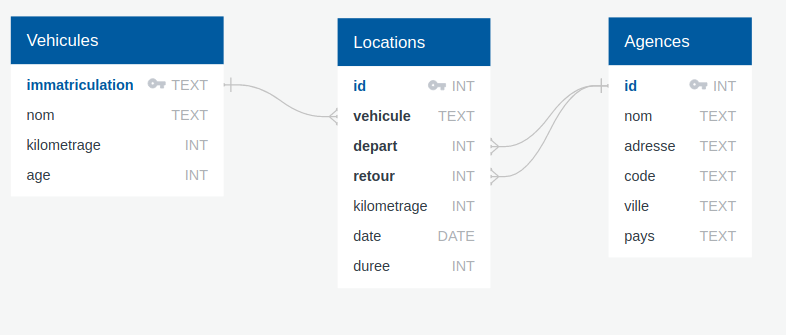 Vehicules
immatriculation TEXT
nom TEXT
kilometrage INT
age INT
Locations
id INT
vehicule TEXT
depart INT
retour INT
kilometrage INT
date DATE
duree INT
Agences
id INT
nom TEXT
adresse TEXT
code TEXT
ville TEXT
pays TEXT